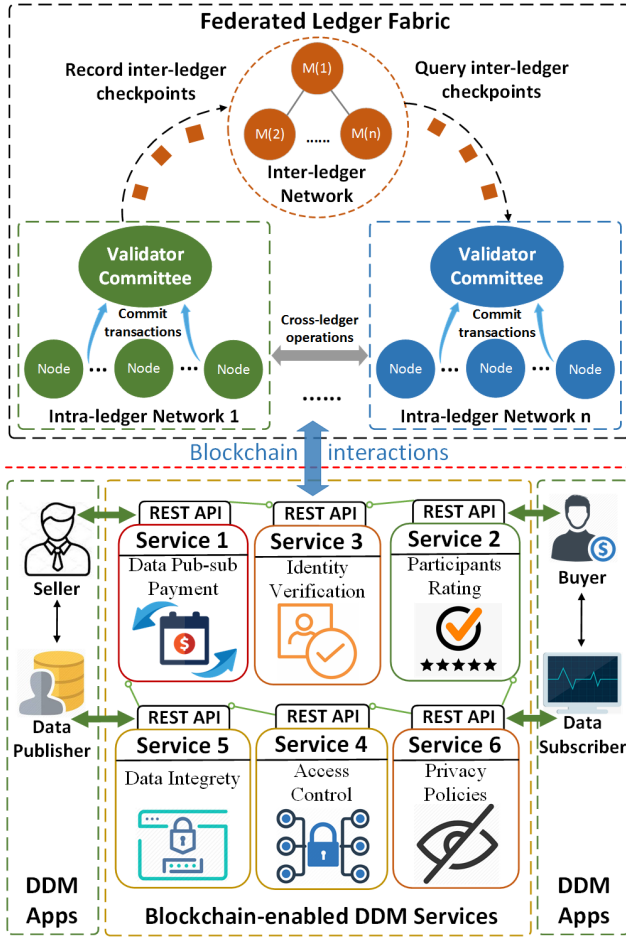 Federated Ledger Fabric
Record inter-ledger
checkpoints
Query inter-ledger
checkpoints
M(1)
M(2)
......
M(n)
Inter-ledger
Network
Validator
Committee
Commit
transactions
Node
...
Node
...
Node
Intra-ledger Network 1
Cross-ledger
operations
......
Validator
Committee
Commit
transactions
Node
...
Node
...
Node
Intra-ledger Network n
Blockchain interactions
Seller
Data
Publisher
DDM
Apps
REST API
Service 1
Data Pub-sub
Payment
$
REST API
Service 3
Identity
Verification
REST API
Service 2
Participants
Rating
REST API
Service 5
Data Integrety
REST API
Service 4
Access
Control
REST API
Service 6
Privacy
Policies
Blockchain-enabled DDM Services
$
Buyer
Data
Subscriber
DDM
Apps